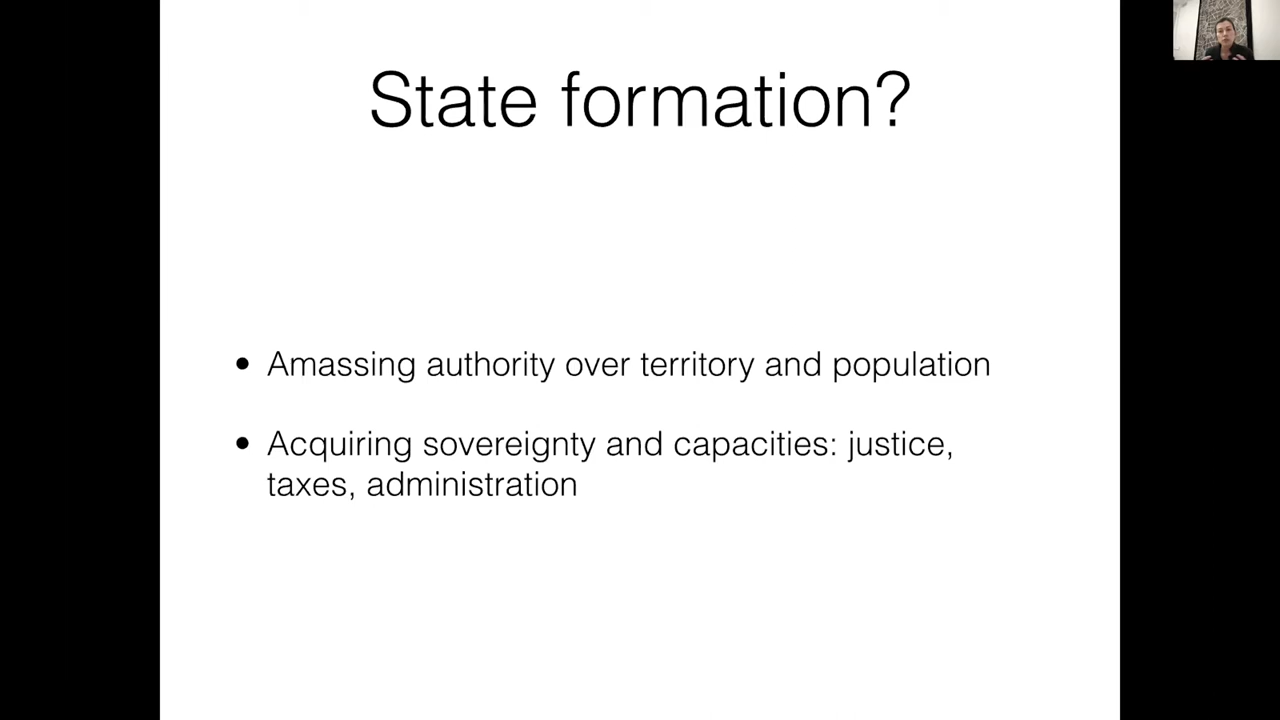 State formation?
• Amassing authority over territory and population
• Acquiring sovereignty and capacities: justice,
taxes, administration